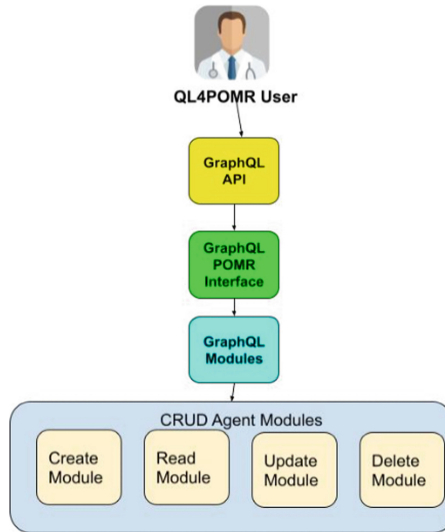 QL4POMR User
GraphQL
API
GraphQL
POMR
Interface
GraphQL
Modules
CRUD Agent Modules
Create
Module
Read
Module
Update
Module
Delete
Module